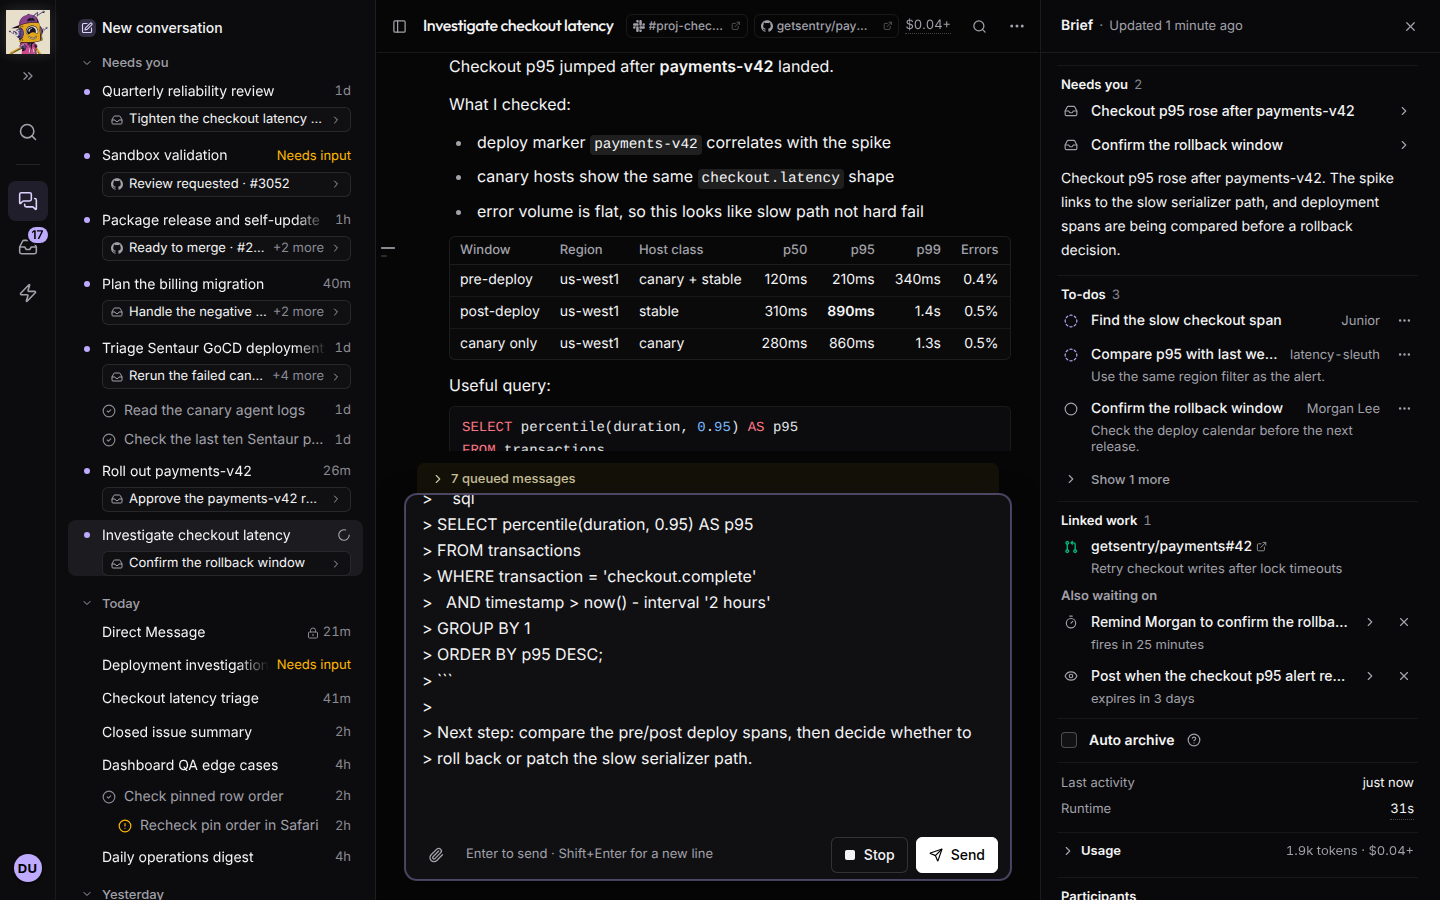 New conversation
Needs you
Quarterly reliability review 1d
Tighten the checkout latency ...
Sandbox validation Needs input
Review requested · #3052
Package release and self-update 1h
Ready to merge · #2... +2 more
Plan the billing migration 40m
Handle the negative ... +2 more
Triage Sentaur GoCD deployment 1d
Rerun the failed can... +4 more
Read the canary agent logs 1d
Check the last ten Sentaur p... 1d
Roll out payments-v42 26m
Approve the payments-v42 r...
Investigate checkout latency
Confirm the rollback window
Today
Direct Message 21m
Deployment investigation Needs input
Checkout latency triage 41m
Closed issue summary 2h
Dashboard QA edge cases 4h
Check pinned row order 2h
Recheck pin order in Safari 2h
Daily operations digest 4h
Yesterday
17
DU
Investigate checkout latency #proj-chec... getsentry/pay... $0.04+
Checkout p95 jumped after payments-v42 landed.
What I checked:
deploy marker payments-v42 correlates with the spike
canary hosts show the same checkout.latency shape
error volume is flat, so this looks like slow path not hard fail
Window Region Host class p50 p95 p99 Errors
pre-deploy us-west1 canary + stable 120ms 210ms 340ms 0.4%
post-deploy us-west1 stable 310ms 890ms 1.4s 0.5%
canary only us-west1 canary 280ms 860ms 1.3s 0.5%
Useful query:
SELECT percentile(duration, 0.95) AS p95
FROM transactions
7 queued messages
> sql
> SELECT percentile(duration, 0.95) AS p95
> FROM transactions
> WHERE transaction = 'checkout.complete'
>   AND timestamp > now() - interval '2 hours'
> GROUP BY 1
> ORDER BY p95 DESC;
> ```
>
> Next step: compare the pre/post deploy spans, then decide whether to
> roll back or patch the slow serializer path.
Enter to send · Shift+Enter for a new line
Stop
Send
Brief · Updated 1 minute ago
Needs you 2
Checkout p95 rose after payments-v42
Confirm the rollback window
Checkout p95 rose after payments-v42. The spike
links to the slow serializer path, and deployment
spans are being compared before a rollback
decision.
To-dos 3
Find the slow checkout span Junior
Compare p95 with last we... latency-sleuth
Use the same region filter as the alert.
Confirm the rollback window Morgan Lee
Check the deploy calendar before the next
release.
Show 1 more
Linked work 1
getsentry/payments#42
Retry checkout writes after lock timeouts
Also waiting on
Remind Morgan to confirm the rollba...
fires in 25 minutes
Post when the checkout p95 alert re...
expires in 3 days
Auto archive
Last activity just now
Runtime 31s
Usage 1.9k tokens · $0.04+
Participants